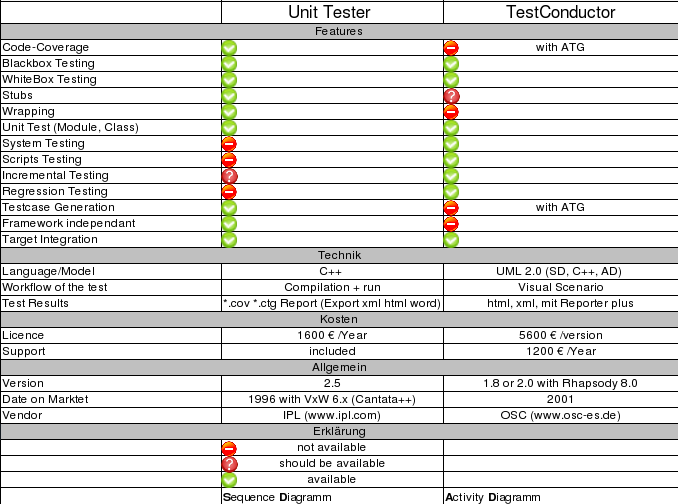 Unit Tester TestConductor
Features
Code-Coverage with ATG
Blackbox Testing
WhiteBox Testing
Stubs
Wrapping
Unit Test (Module, Class)
System Testing
Scripts Testing
Incremental Testing
Regression Testing
Testcase Generation with ATG
Framework independant
Target Integration
Technik
Language/Model C++ UML 2.0 (SD, C++, AD)
Workflow of the test Compilation + run Visual Scenario
Test Results *.cov *.ctg Report (Export xml html word) html, xml, mit Reporter plus
Kosten
Licence 1600 € /Year 5600 € /version
Support included 1200 € /Year
Allgemein
Version 2.5 1.8 or 2.0 with Rhapsody 8.0
Date on Marktet 1996 with VxW 6.x (Cantata++) 2001
Vendor IPL (www.ipl.com) OSC (www.osc-es.de)
Erklärung
not available
should be available
available
Sequence Diagramm Activity Diagramm